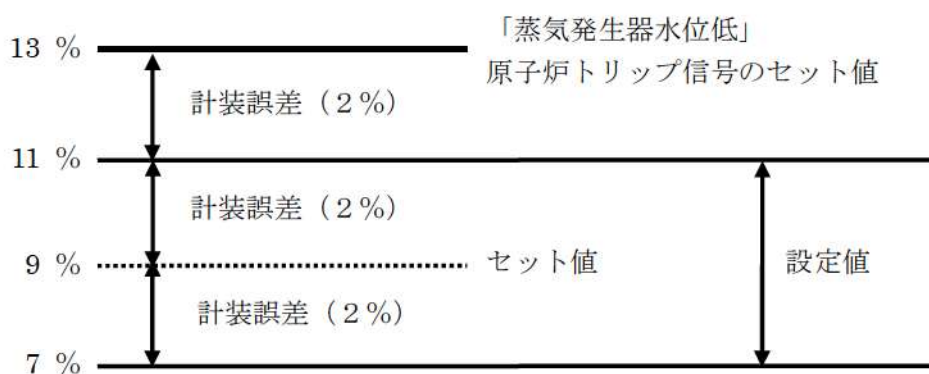 「蒸気発生器水位低」
13 %
原子炉トリップ信号のセット値
計装誤差（２％）
11 %
計装誤差（２％）
9 %
セット値
設定値
計装誤差（２％）
7 %